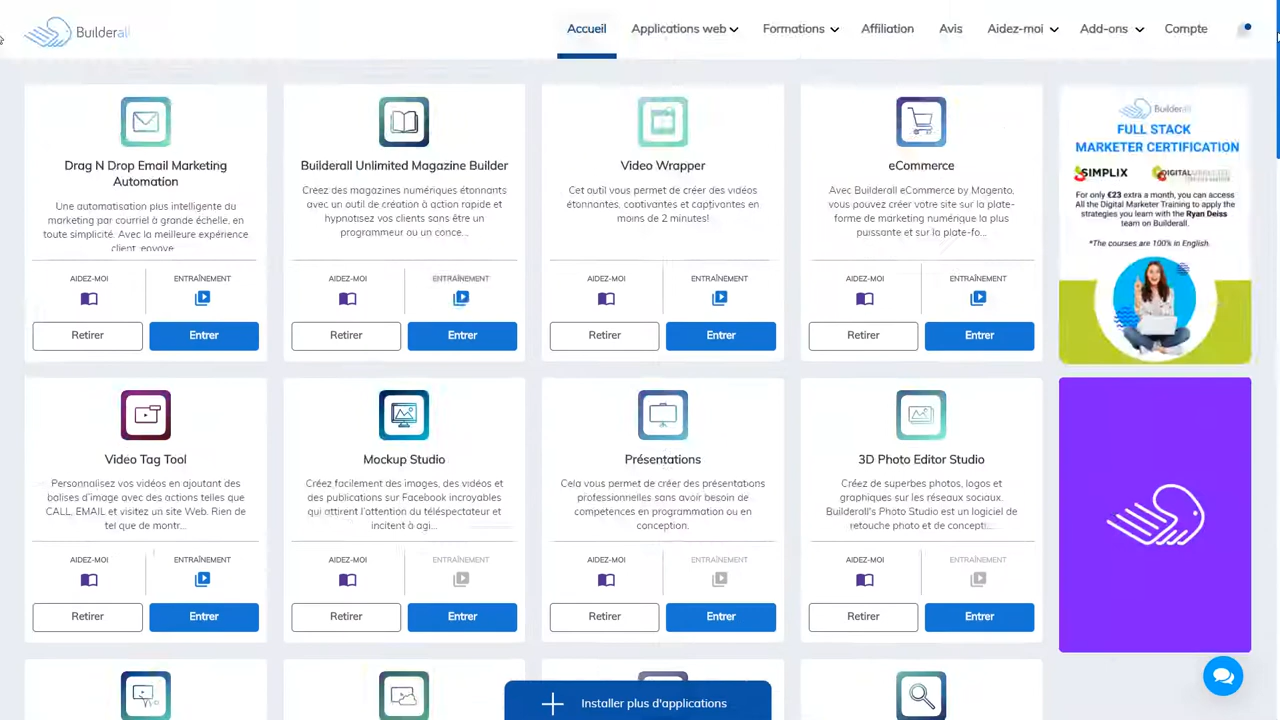 Builderall
Accueil
Applications web
Formations
Affiliation
Avis
Aidez-moi
Add-ons
Compte
Drag N Drop Email Marketing
Automation
Une automatisation plus intelligente du
marketing par courriel à grande échelle, en
toute simplicité. Avec la meilleure expérience
client ,envoye...
AIDEZ-MOI
ENTRAÎNEMENT
Retirer
Entrer
Builderall Unlimited Magazine Builder
Creez des magazines numériques étonnants
avec un outil de création à action rapide et
hypnotisez vos clients sans être un
programmeur ou un conce...
AIDEZ-MOI
ENTRAÎNEMENT
Retirer
Entrer
Video Wrapper
Cet outil vous permet de créer des vidéos
étonnantes, captivantes et captivantes en
moins de 2 minutes!
AIDEZ-MOI
ENTRAÎNEMENT
Retirer
Entrer
eCommerce
Avec Builderall eCommerce by Magento,
vous pouvez créer votre site sur la plate-
forme de marketing numérique la plus
puissante et sur la plate-fo...
AIDEZ-MOI
ENTRAÎNEMENT
Retirer
Entrer
Builderall
FULL STACK
MARKETER CERTIFICATION
SIMPLIX
DIGITAL
For only €23 extra a month, you can access
All the Digital Marketer Training to apply the
strategies you learn with the Ryan Deiss
team on Builderall.
*The courses are 100% in English.
Video Tag Tool
Personnalisez vos vidéos en ajoutant des
balises d'image avec des actions telles que
CALL, EMAIL et visitez un site Web. Rien de
tel que de montr...
AIDEZ-MOI
ENTRAÎNEMENT
Retirer
Entrer
Mockup Studio
Créez facilement des images, des vidéos et
des publications sur Facebook incroyables
qui attirent l'attention du téléspectateur et
incitent à agi...
AIDEZ-MOI
ENTRAÎNEMENT
Retirer
Entrer
Présentations
Cela vous permet de créer des présentations
professionnelles sans avoir besoin de
compétences en programmation ou en
conception.
AIDEZ-MOI
ENTRAÎNEMENT
Retirer
Entrer
3D Photo Editor Studio
Créez de superbes photos, logos et
graphiques sur les réseaux sociaux.
Builderall's Photo Studio est un logiciel de
retouche photo et de concepti...
AIDEZ-MOI
ENTRAÎNEMENT
Retirer
Entrer
Installer plus d'applications